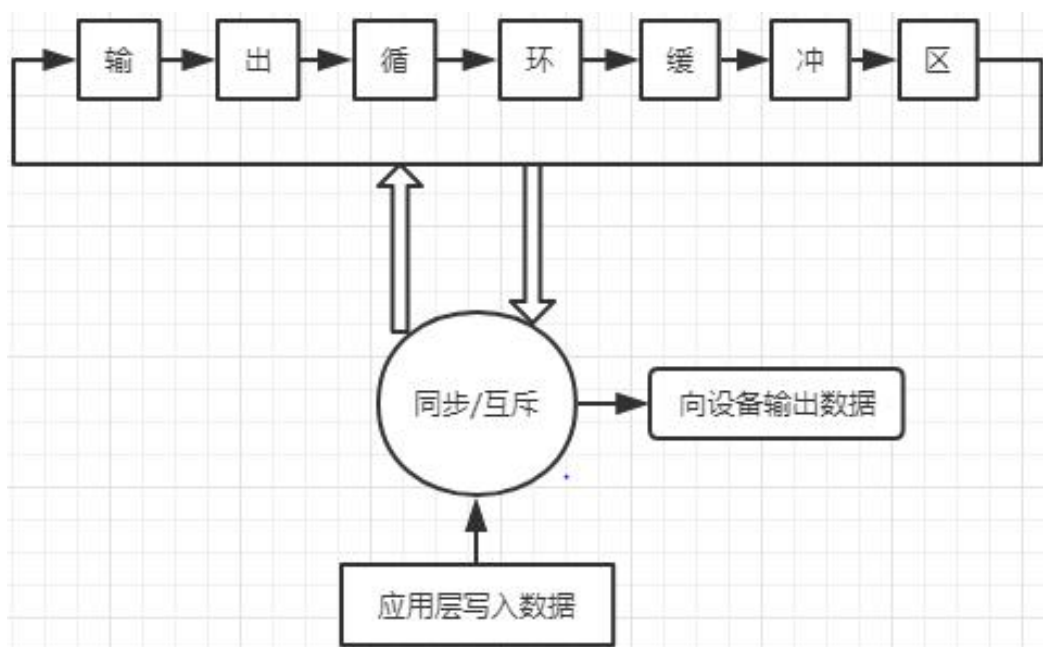 输 出 循 环 缓 冲 区
同步/互斥
向设备输出数据
应用层写入数据